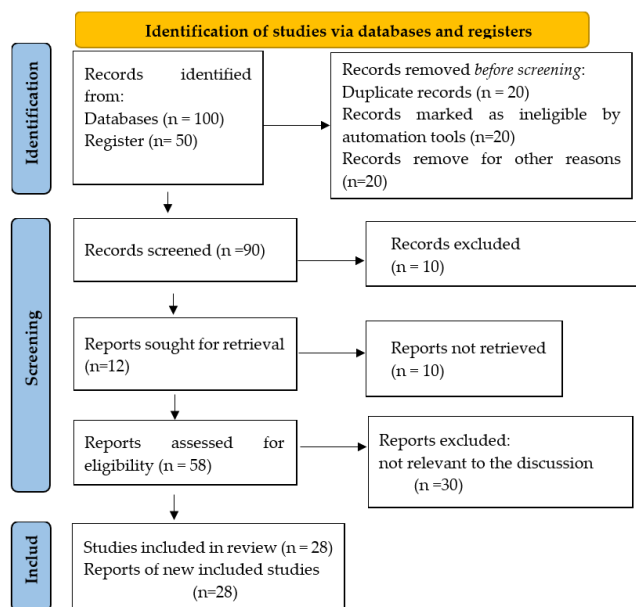 Identification of studies via databases and registers
Identification
Records identified
from:
Databases (n = 100)
Register (n= 50)
Records removed before screening:
Duplicate records (n = 20)
Records marked as ineligible by
automation tools (n=20)
Records remove for other reasons
(n=20)
Screening
Records screened (n =90)
Records excluded
(n = 10)
Reports sought for retrieval
(n=12)
Reports not retrieved
(n = 10)
Reports assessed for
eligibility (n = 58)
Reports excluded:
not relevant to the discussion
(n =30)
Includ
Studies included in review (n = 28)
Reports of new included studies
(n=28)